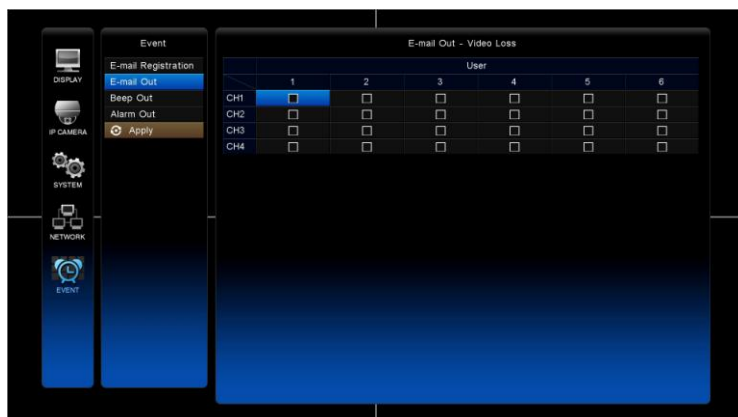 Event
E-mail Out - Video Loss
DISPLAY
IP CAMERA
SYSTEM
NETWORK
EVENT
E-mail Registration
E-mail Out
Beep Out
Alarm Out
Apply
User
1 2 3 4 5 6
CH1
CH2
CH3
CH4